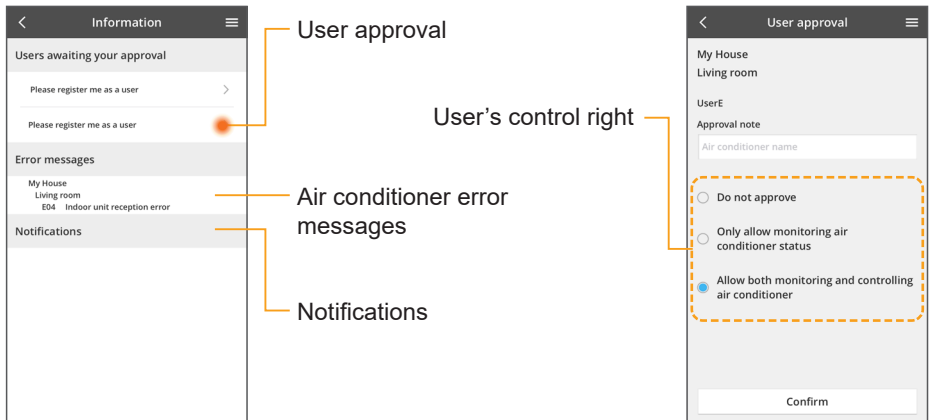 Information
Users awaiting your approval
Please register me as a user
Please register me as a user
Error messages
My House
Living room
E04 Indoor unit reception error
Notifications
User approval
User's control right
Air conditioner error
messages
Notifications
User approval
My House
Living room
UserE
Approval note
Air conditioner name
Do not approve
Only allow monitoring air
conditioner status
Allow both monitoring and controlling
air conditioner
Confirm